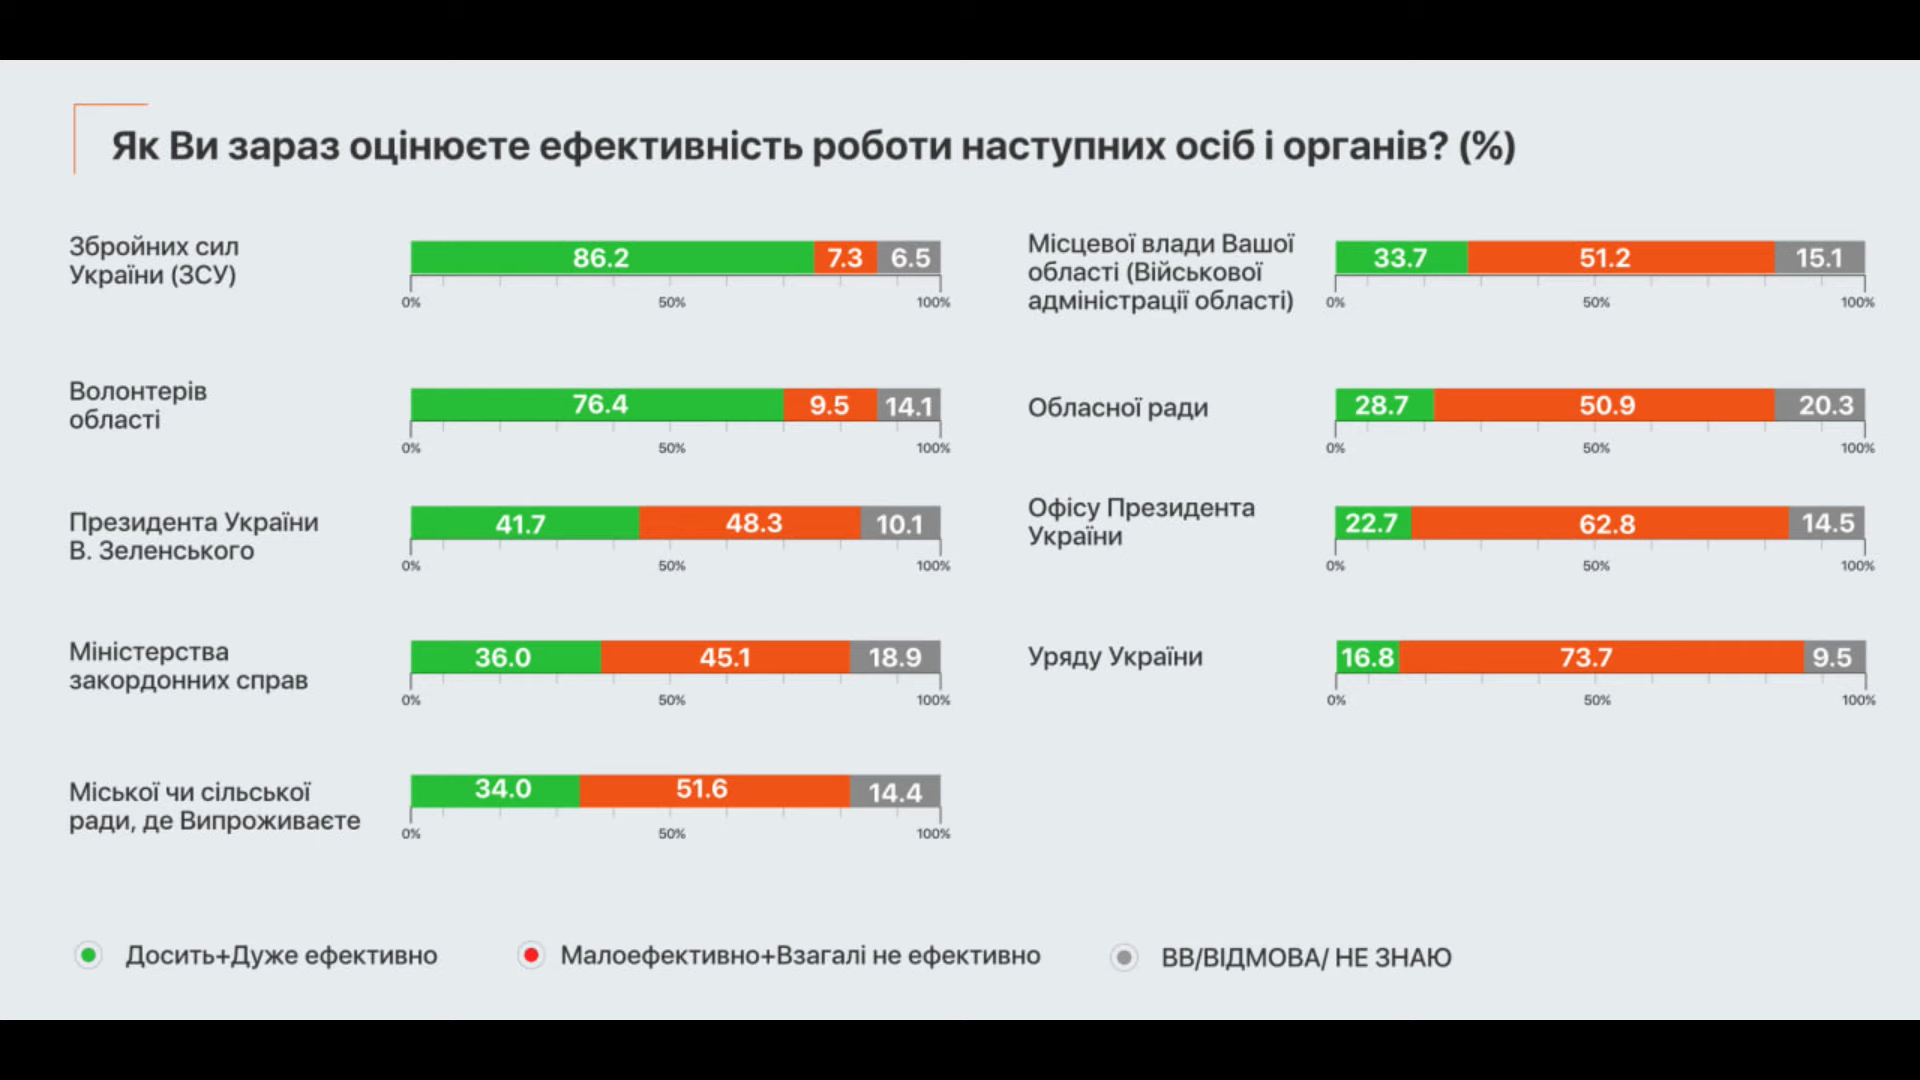 Як Ви зараз оцінюєте ефективність роботи наступних осіб і органів? (%)
Збройних сил
України (ЗСУ)
86.2 7.3 6.5
0% 50% 100%
Волонтерів
області
76.4 9.5 14.1
0% 50% 100%
Президента України
В. Зеленського
41.7 48.3 10.1
0% 50% 100%
Міністерства
закордонних справ
36.0 45.1 18.9
0% 50% 100%
Міської чи сільської
ради, де Випроживаєте
34.0 51.6 14.4
0% 50% 100%
Місцевої влади Вашої
області (Військової
адміністрації області)
33.7 51.2 15.1
0% 50% 100%
Обласної ради
28.7 50.9 20.3
0% 50% 100%
Офісу Президента
України
22.7 62.8 14.5
0% 50% 100%
Уряду України
16.8 73.7 9.5
0% 50% 100%
Досить+Дуже ефективно
Малоефективно+Взагалі не ефективно
ВВ/ВІДМОВА/ НЕ ЗНАЮ